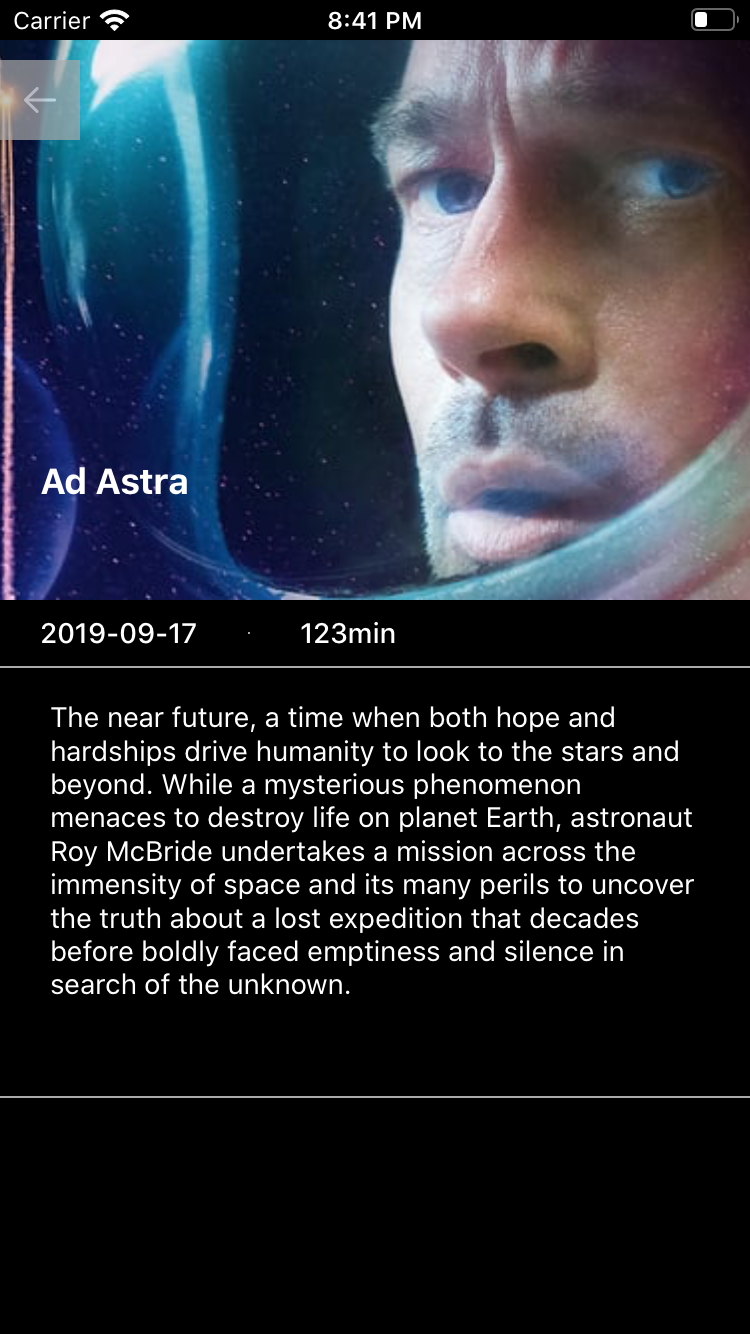 Carrier 8:41 PM
Ad Astra
2019-09-17 · 123min
The near future, a time when both hope and
hardships drive humanity to look to the stars and
beyond. While a mysterious phenomenon
menaces to destroy life on planet Earth, astronaut
Roy McBride undertakes a mission across the
immensity of space and its many perils to uncover
the truth about a lost expedition that decades
before boldly faced emptiness and silence in
search of the unknown.